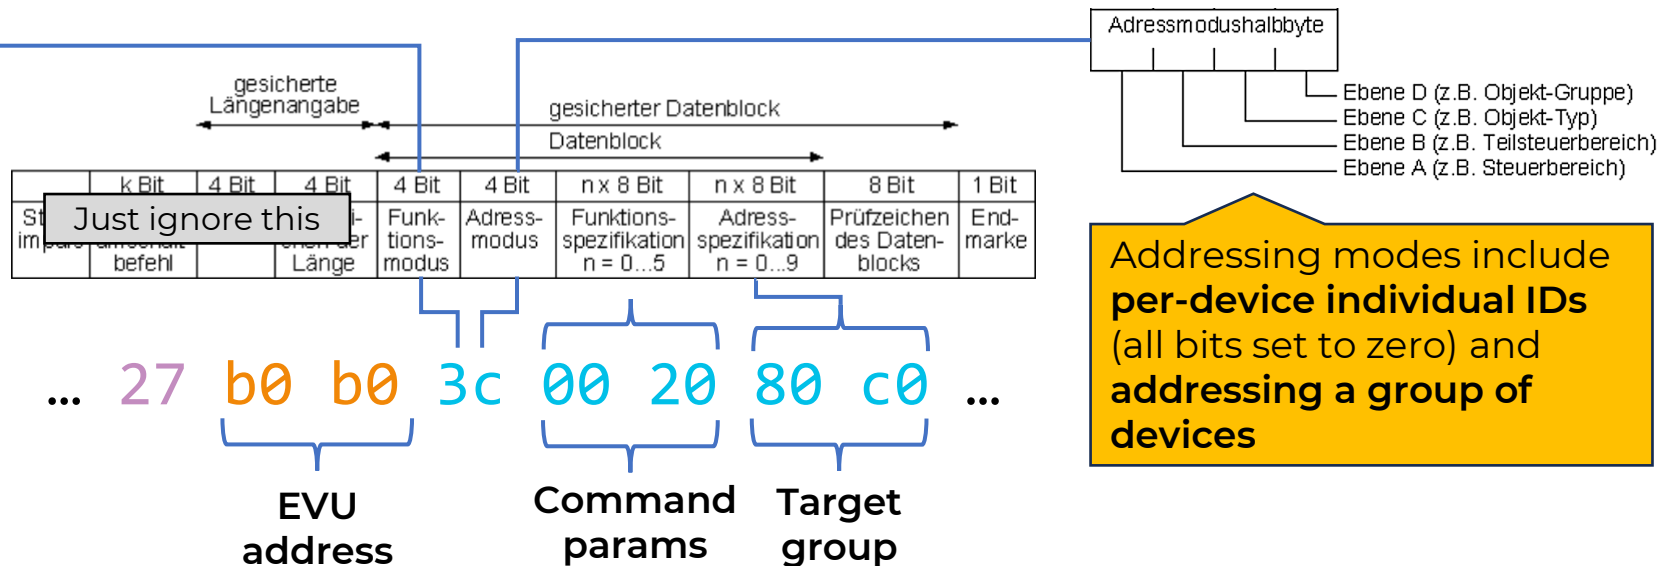 Adressmodushalbbyte
Ebene D (z.B. Objekt-Gruppe)
Ebene C (z.B. Objekt-Typ)
Ebene B (z.B. Teilsteuerbereich)
Ebene A (z.B. Steuerbereich)
gesicherte
Längenangabe
gesicherter Datenblock
Datenblock
k Bit 4 Bit 4 Bit 4 Bit 4 Bit n x 8 Bit n x 8 Bit 8 Bit 1 Bit
Just ignore this
Funk- Adress- Funktions- Adress- Prüfzeichen End-
tions- modus spezifikation spezifikation des Daten- marke
befehl Länge modus n = 0...5 n = 0...9 blocks
... 27 b0 b0 3c 00 20 80 c0 ...
EVU
address
Command
params
Target
group
Addressing modes include
per-device individual IDs
(all bits set to zero) and
addressing a group of
devices